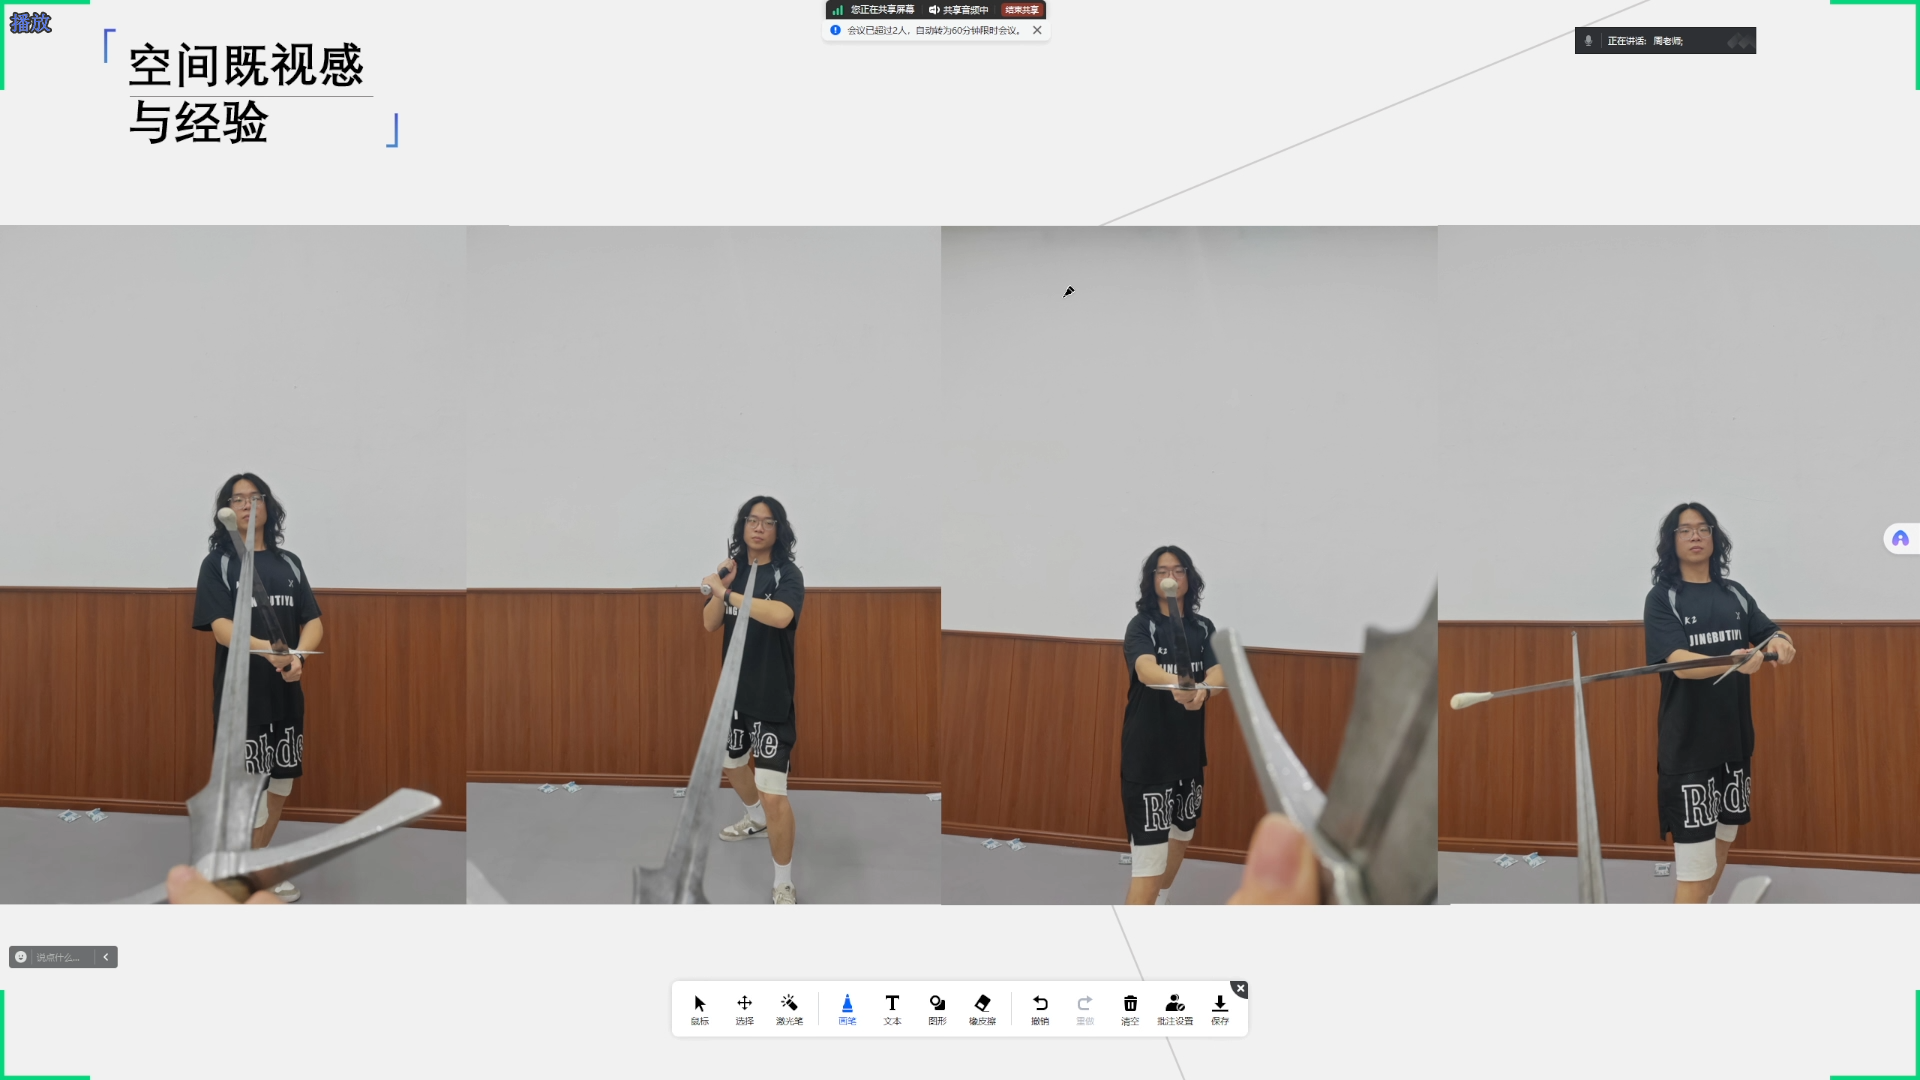 播放
您正在共享屏幕
共享音频中
结束共享
会议已超过2人，自动转为60分钟限时会议。
正在讲话: 周老师;
空间既视感
与经验
Rhde
K2
JINGBUTIYU
Rhde
说点什么...
鼠标
选择
激光笔
画笔
文本
图形
橡皮擦
撤销
重做
清空
批注设置
保存